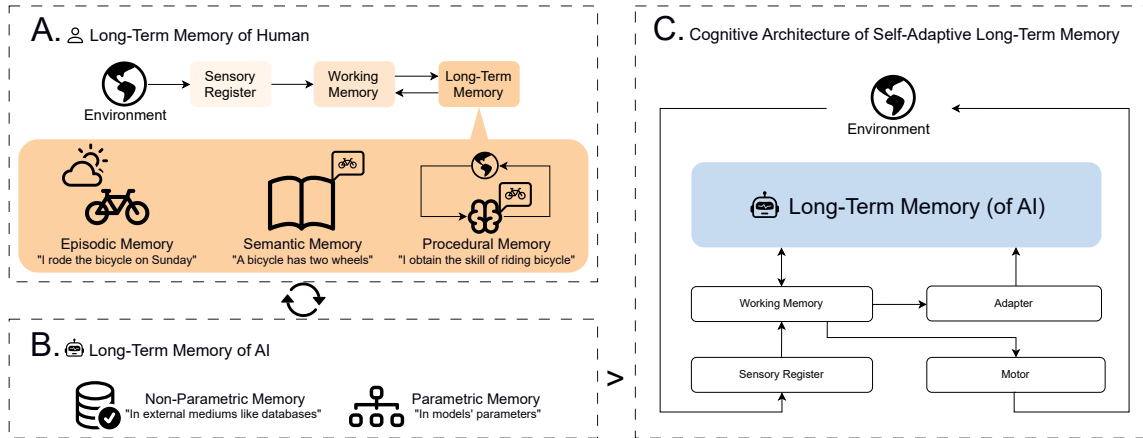 A. Long-Term Memory of Human
Environment
Sensory
Register
Working
Memory
Long-Term
Memory
Episodic Memory
"I rode the bicycle on Sunday"
Semantic Memory
"A bicycle has two wheels"
Procedural Memory
"I obtain the skill of riding bicycle"
B. Long-Term Memory of AI
Non-Parametric Memory
"In external mediums like databases"
Parametric Memory
"In models' parameters"
>
C. Cognitive Architecture of Self-Adaptive Long-Term Memory
Environment
Long-Term Memory (of AI)
Working Memory
Adapter
Sensory Register
Motor